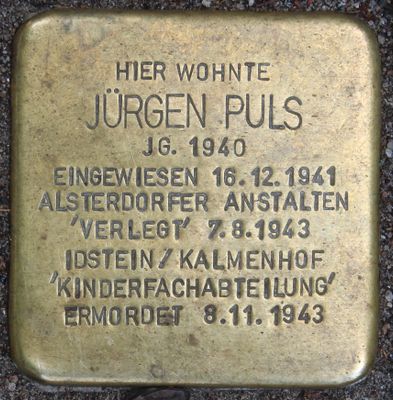 HIER WOHNTE
JÜRGEN PULS
JG. 1940
EINGEWIESEN 16.12.1941
ALSTERDORFER ANSTALTEN
'VERLEGT' 7.8.1943
IDSTEIN/KALMENHOF
'KINDERFACHABTEILUNG'
ERMORDET 8.11.1943